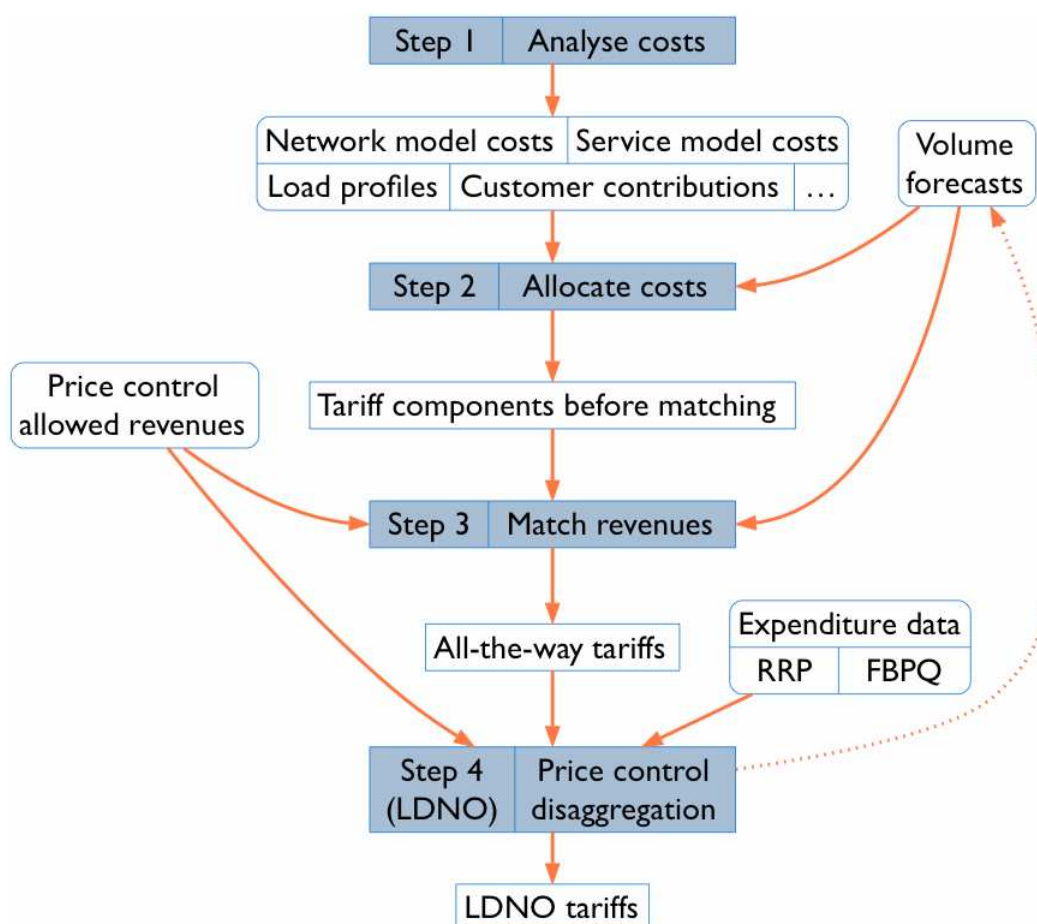 Step 1 Analyse costs
Network model costs Service model costs
Load profiles Customer contributions ...
Volume
forecasts
Step 2 Allocate costs
Price control
allowed revenues
Tariff components before matching
Step 3 Match revenues
All-the-way tariffs
Expenditure data
RRP FBPQ
Step 4
(LDNO)
Price control
disaggregation
LDNO tariffs